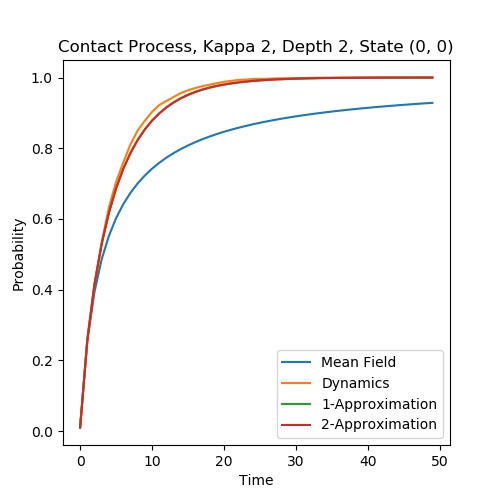 Contact Process, Kappa 2, Depth 2, State (0, 0)
1.0
0.8
0.6
0.4
0.2
0.0
Probability
0 10 20 30 40 50
Time
Mean Field
Dynamics
1-Approximation
2-Approximation